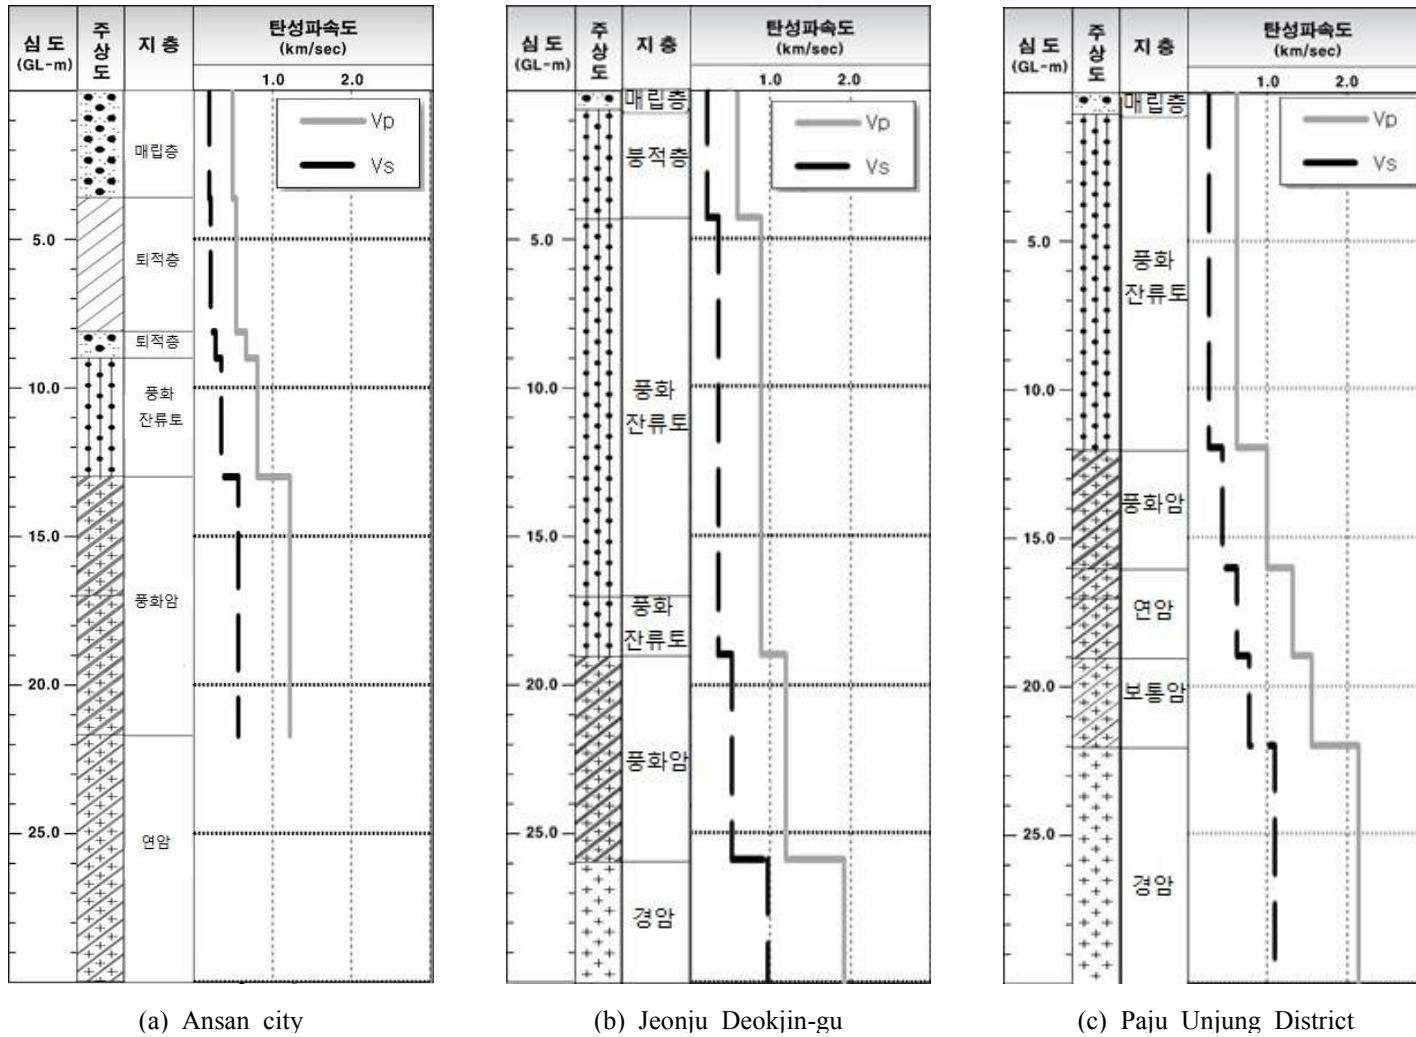 심 도
(GL-m)
주
상
도
지 층
탄성파속도
(km/sec)
1.0 2.0
Vp
Vs
매립층
5.0
퇴적층
퇴적층
10.0
풍화
잔류토
15.0
풍화암
20.0
25.0
연암
(a) Ansan city
심 도
(GL-m)
주
상
도
지 층
탄성파속도
(km/sec)
1.0 2.0
매립층
Vp
Vs
붕적층
5.0
10.0
풍화
잔류토
15.0
풍화
잔류토
20.0
풍화암
25.0
경암
(b) Jeonju Deokjin-gu
심 도
(GL-m)
주
상
도
지 층
탄성파속도
(km/sec)
1.0 2.0
매립층
Vp
Vs
5.0
풍화
잔류토
10.0
풍화암
15.0
연암
20.0
보통암
25.0
경암
(c) Paju Unjung District